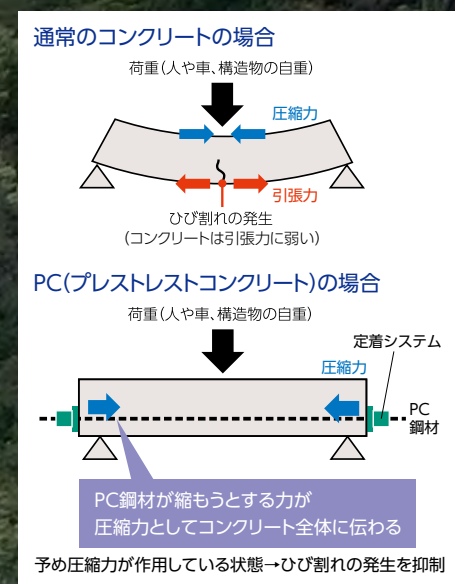 通常のコンクリートの場合
荷重(人や車、構造物の自重)
圧縮力
引張力
ひび割れの発生
(コンクリートは引張力に弱い)
PC(プレストレストコンクリート)の場合
荷重(人や車、構造物の自重)
定着システム
圧縮力
PC
鋼材
PC鋼材が縮もうとする力が
圧縮力としてコンクリート全体に伝わる
予め圧縮力が作用している状態→ひび割れの発生を抑制